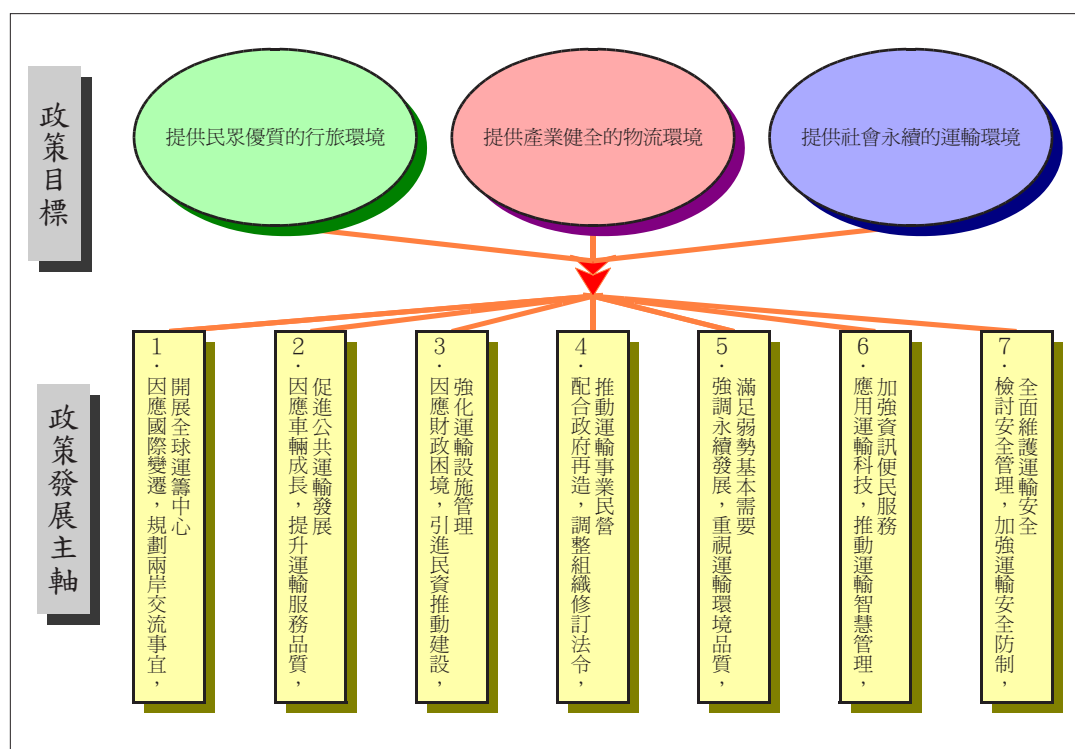 政策目標
提供民眾優質的行旅環境
提供產業健全的物流環境
提供社會永續的運輸環境
政策發展主軸
1.因應國際變遷，規劃兩岸交流事宜，
開展全球運籌中心
2.因應車輛成長，提升運輸服務品質，
促進公共運輸發展
3.因應財政困境，引進民資推動建設，
強化運輸設施管理
4.配合政府再造，調整組織修訂法令，
推動運輸事業民營
5.強調永續發展，重視運輸環境品質，
滿足弱勢基本需要
6.應用運輸科技，推動運輸智慧管理，
加強資訊便民服務
7.檢討安全管理，加強運輸安全防制，
全面維護運輸安全